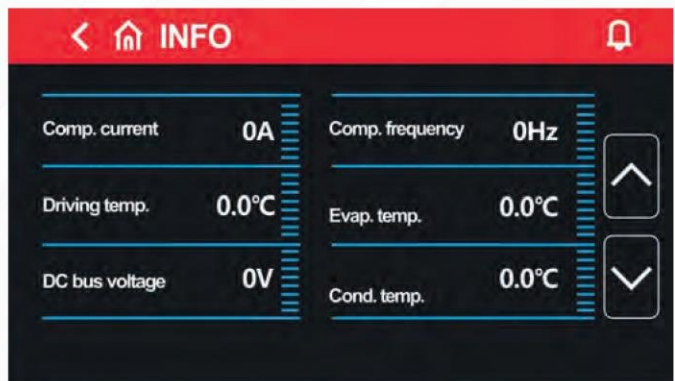 INFO
Comp. current 0A
Comp. frequency 0Hz
Driving temp. 0.0°C
Evap. temp. 0.0°C
DC bus voltage 0V
Cond. temp. 0.0°C